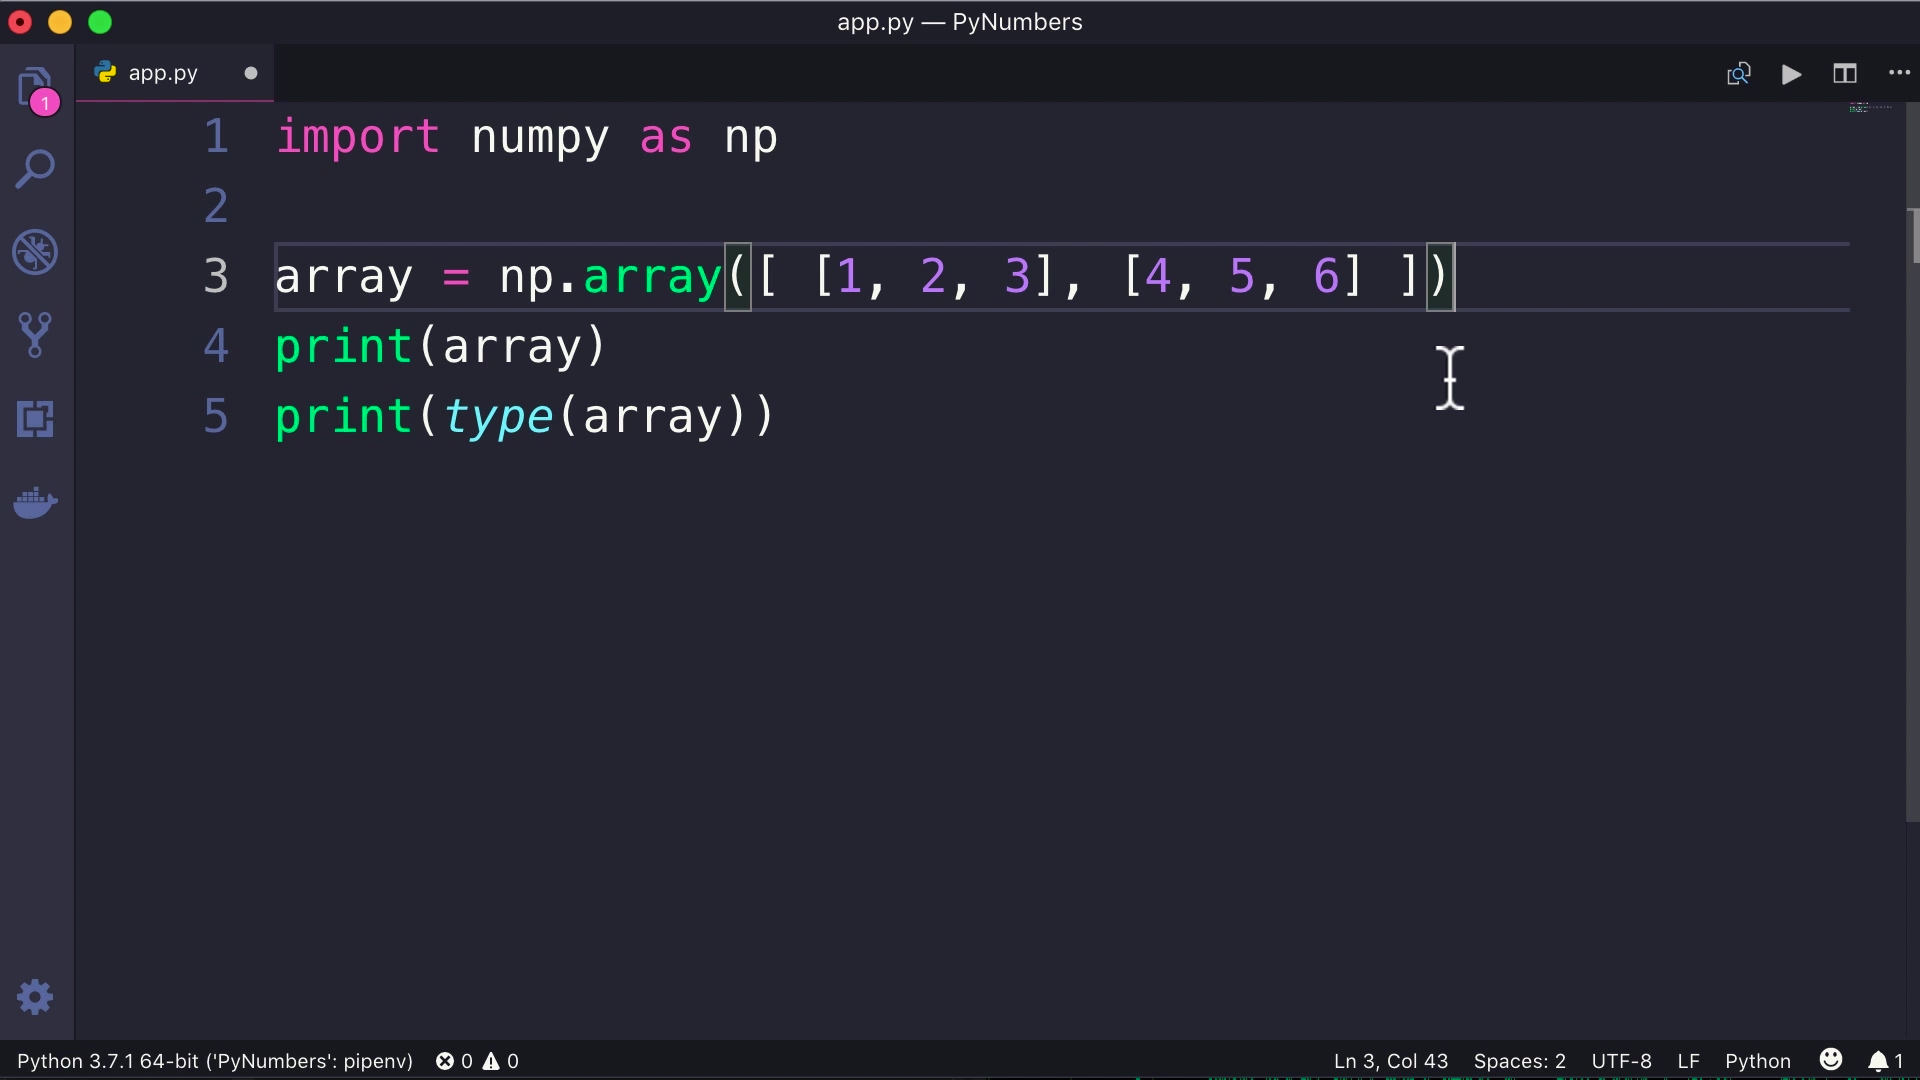 app.py — PyNumbers
app.py
1
1 import numpy as np
2
3 array = np.array([ [1, 2, 3], [4, 5, 6] ])
4 print(array)
5 print(type(array))
Python 3.7.1 64-bit ('PyNumbers': pipenv) 0 0 Ln 3, Col 43 Spaces: 2 UTF-8 LF Python 1